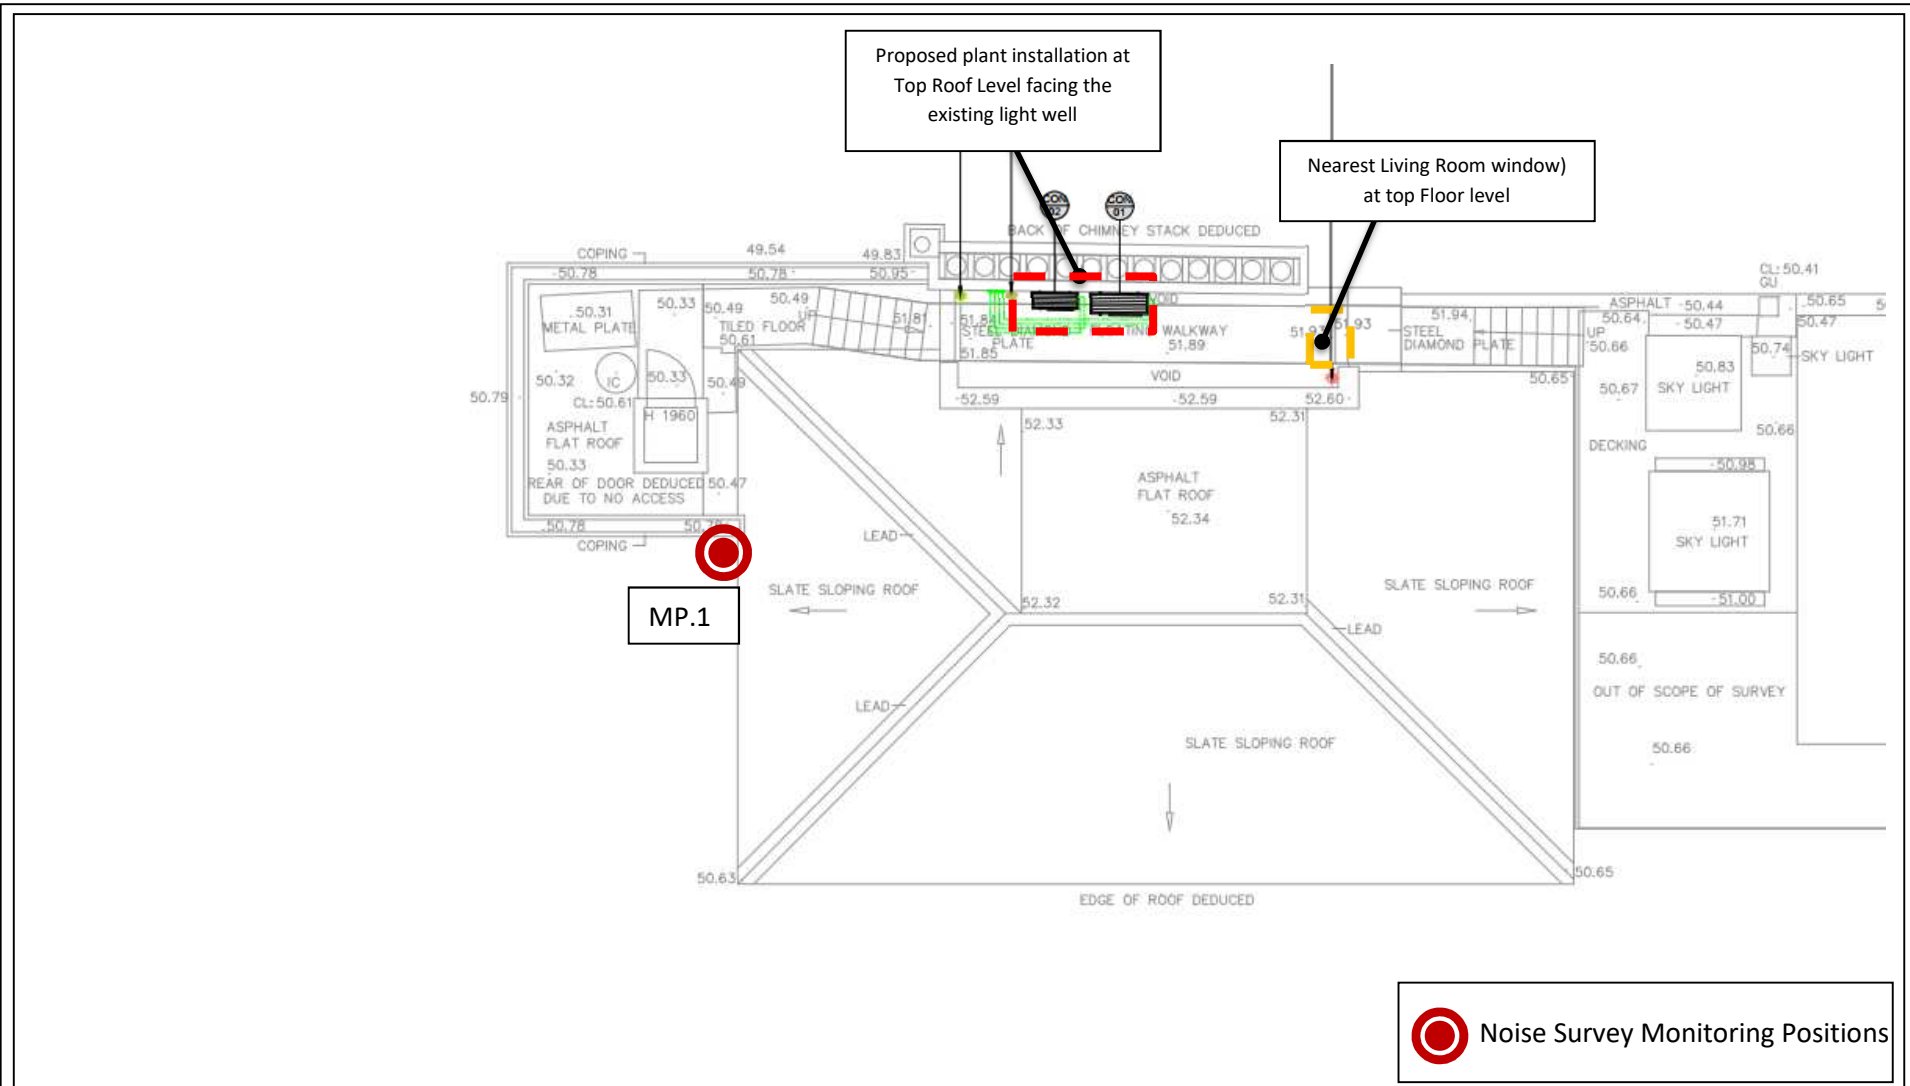 Proposed plant installation at
Top Roof Level facing the
existing light well
Nearest Living Room window)
at top Floor level
CON
02
CON
01
BACK OF CHIMNEY STACK DEDUCED
COPING
49.54
49.83
50.78
50.78
50.95
CL: 50.41
GU
50.31
METAL PLATE
50.33
50.49
50.49
UP
TILED FLOOR
50.61
51.81
51.84
STEEL
PLATE
51.85
VOID
WALKWAY
51.89
51.93
51.93
51.94
STEEL
DIAMOND PLATE
UP
50.66
ASPHALT
50.44
50.64
50.47
50.65
50.47
50.74
SKY LIGHT
50.83
SKY LIGHT
50.67
50.65
50.66
VOID
52.59
52.59
52.60
50.79
50.32
IC
CL: 50.61
50.33
50.49
H 1960
ASPHALT
FLAT ROOF
50.33
REAR OF DOOR DEDUCED
DUE TO NO ACCESS
50.47
50.78
COPING
52.33
52.31
ASPHALT
FLAT ROOF
52.34
DECKING
50.98
51.71
SKY LIGHT
51.00
50.66
LEAD
MP.1
SLATE SLOPING ROOF
52.32
52.31
SLATE SLOPING ROOF
LEAD
50.66
OUT OF SCOPE OF SURVEY
50.66
LEAD
SLATE SLOPING ROOF
50.63
50.65
EDGE OF ROOF DEDUCED
Noise Survey Monitoring Positions